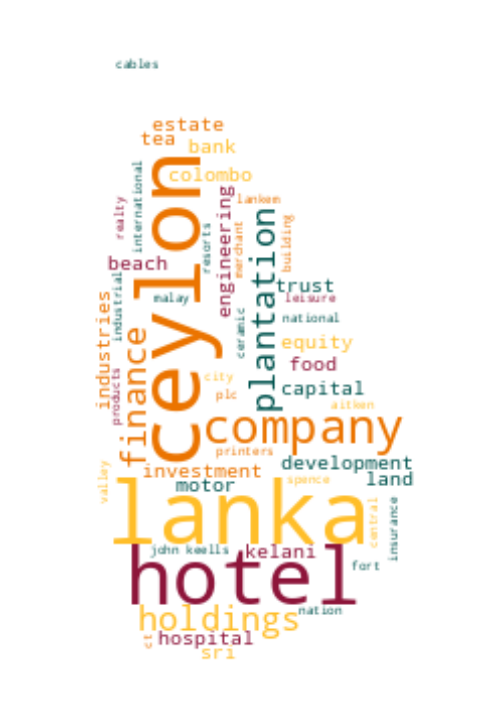 cables
estate
tea
bank
colombo
ceylon
international
realty
engineering
lankem
merchant
building
resorts
plantation
beach
malay
industrial
trust
leisure
national
ceramic
industries
finance
equity
food
products
city
plc
capital
aitken
company
printers
investment
development
land
motor
spence
valley
lanka
central
insurance
john keells
kelani
hotel
fort
holdings
nation
ct
hospital
sri